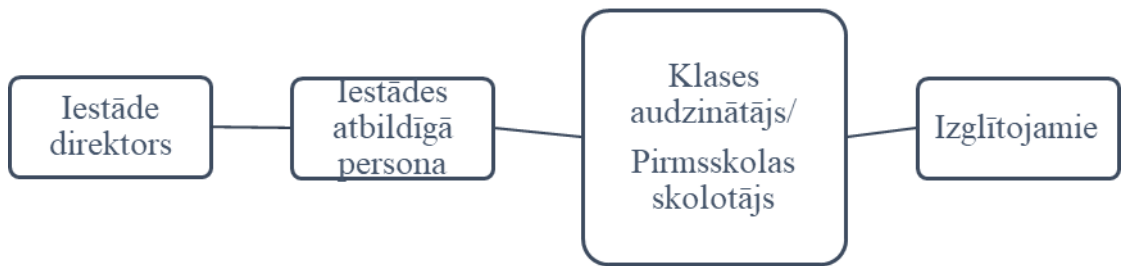 Iestāde
direktors
Iestādes
atbildīgā
persona
Klases
audzinātājs/
Pirmsskolas
skolotājs
Izglītojamie